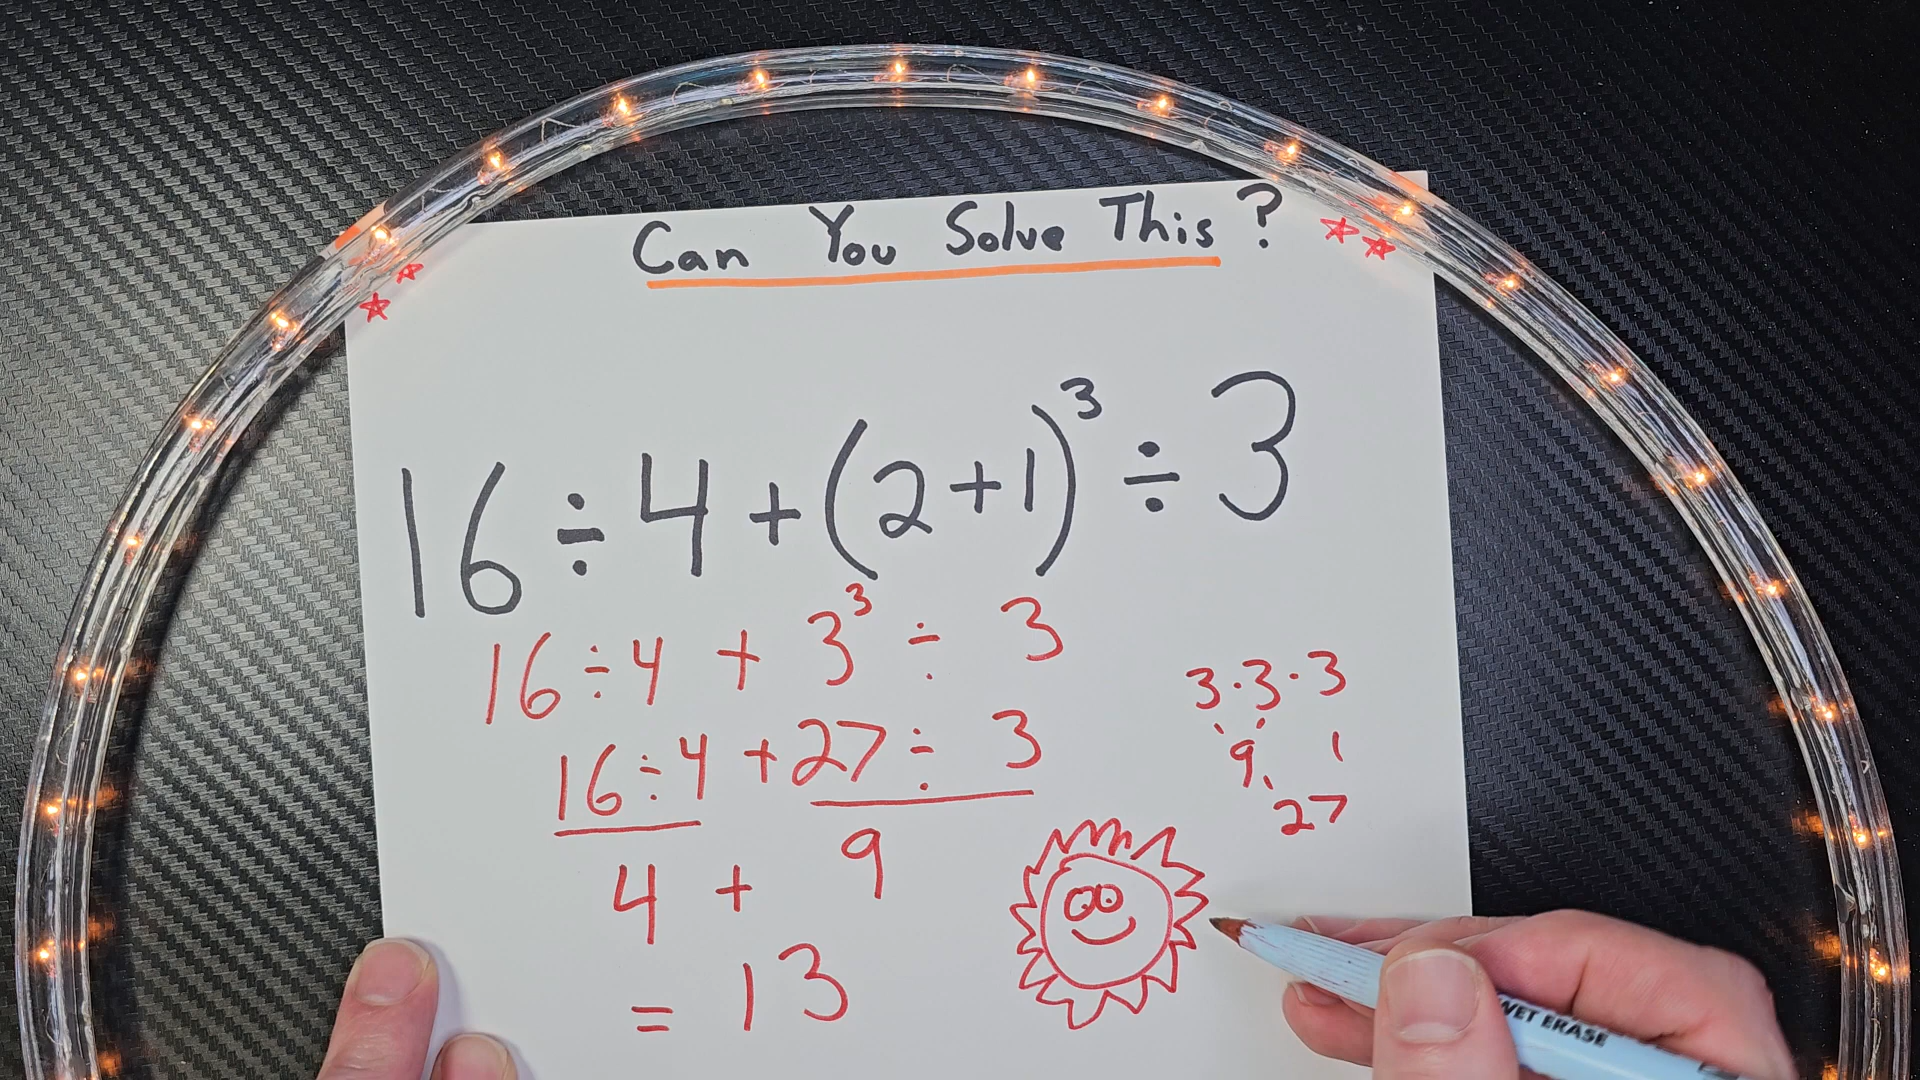 Can You Solve This?
16 ÷ 4 + (2+1)³ ÷ 3
16÷4 + 3³ ÷ 3
16÷4 + 27 ÷ 3
4 + 9
= 13
3·3·3
9 1
27
WET ERASE